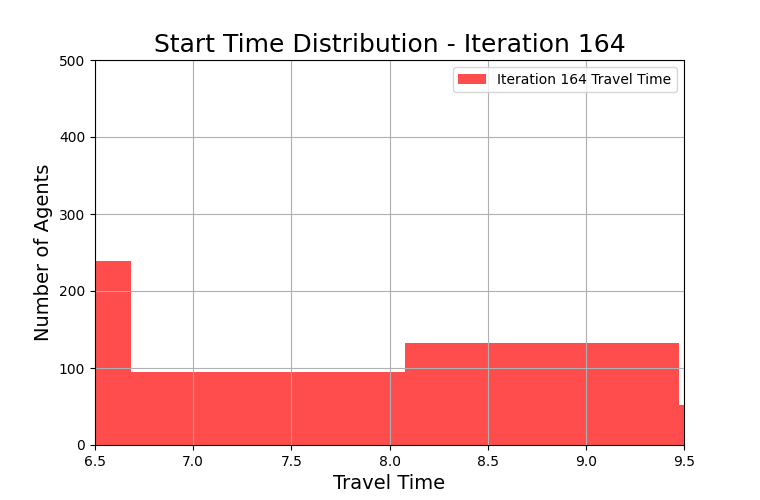 Start Time Distribution - Iteration 164
Iteration 164 Travel Time
Number of Agents
500
400
300
200
100
0
6.5 7.0 7.5 8.0 8.5 9.0 9.5
Travel Time